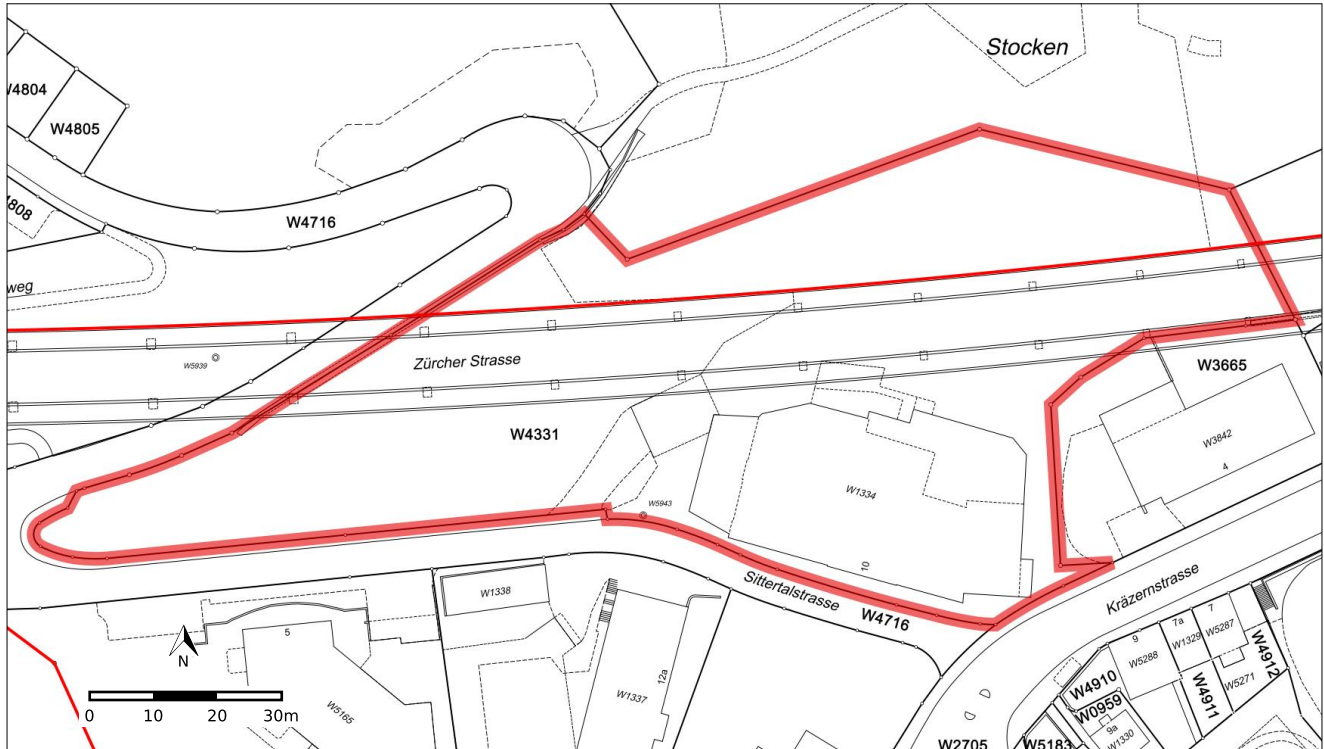 Stocken
W4804
W4805
4808
W4716
weg
W5939
Zürcher Strasse
W3665
W4331
W3842
4
W1334
W5943
10
Sittertalstrasse
W4716
Kräzernstrasse
W1338
5
N
W5165
12a
W1337
0 10 20 30m
7
7a
9
W5287
W1329
W5288
W4912
W4910
W5271
W4911
W0959
9a
W1330
W5183
W2705